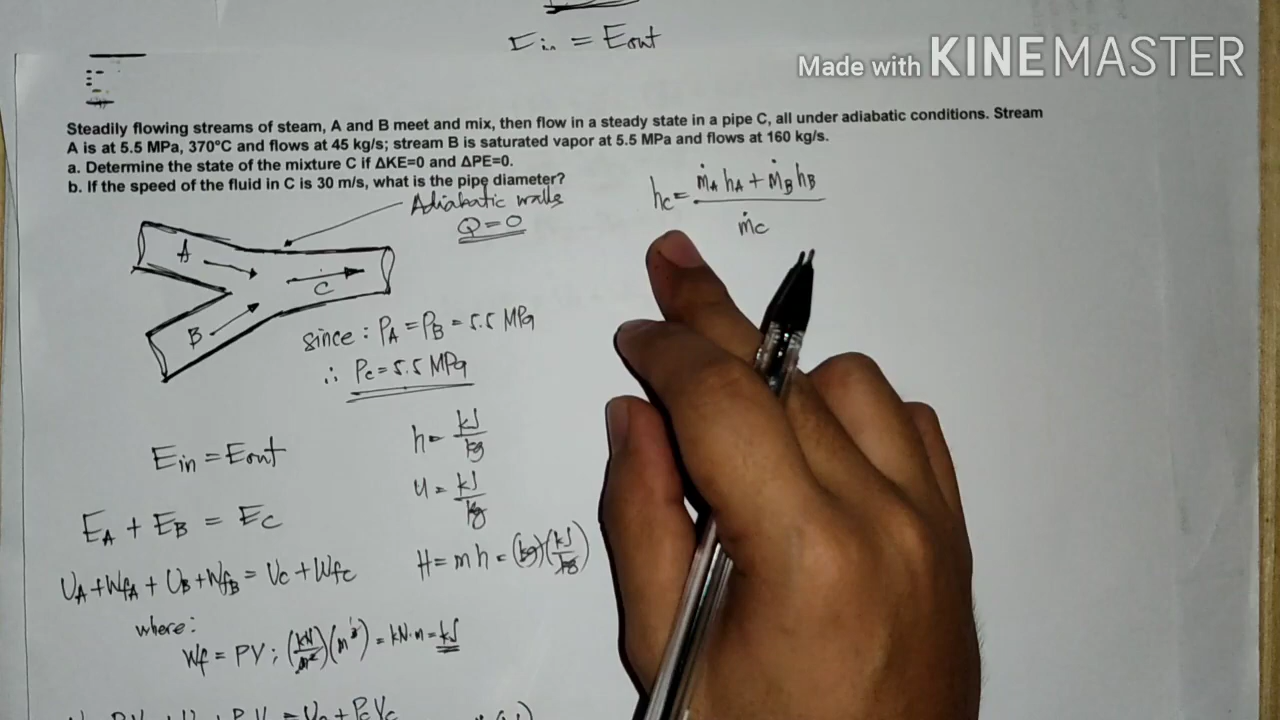 Ein = Eout
Made with KINEMASTER
Steadily flowing streams of steam, A and B meet and mix, then flow in a steady state in a pipe C, all under adiabatic conditions. Stream
A is at 5.5 MPa, 370°C and flows at 45 kg/s; stream B is saturated vapor at 5.5 MPa and flows at 160 kg/s.
a. Determine the state of the mixture C if ΔKE=0 and ΔPE=0.
b. If the speed of the fluid in C is 30 m/s, what is the pipe diameter?
Adiabatic walls
Q=0
hc = ṁA hA + ṁB hB
ṁc
A
C
B
since: PA = PB = 5.5 MPa
∴ Pc = 5.5 MPa
h = kJ/kg
Ein = Eout
u = kJ/kg
EA + EB = EC
H = m h = (kg)(kJ/kg)
UA + WfA + UB + WfB = UC + WfC
where:
Wf = PV; (kN/m²)(m³) = kN·m = kJ
= Uc + PcVc